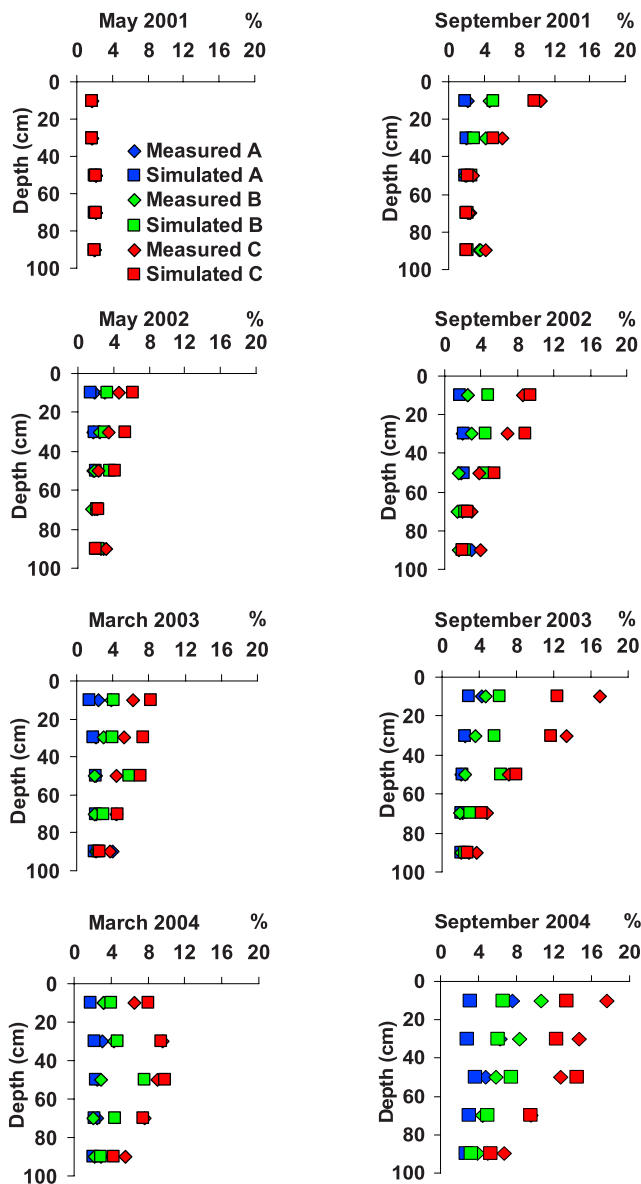 May 2001 %
0 4 8 12 16 20
0
20
40
60
80
100
Depth (cm)
Measured A
Simulated A
Measured B
Simulated B
Measured C
Simulated C
September 2001 %
0 4 8 12 16 20
0
20
40
60
80
100
Depth (cm)
May 2002 %
0 4 8 12 16 20
0
20
40
60
80
100
Depth (cm)
September 2002 %
0 4 8 12 16 20
0
20
40
60
80
100
Depth (cm)
March 2003 %
0 4 8 12 16 20
0
20
40
60
80
100
Depth (cm)
September 2003 %
0 4 8 12 16 20
0
20
40
60
80
100
Depth (cm)
March 2004 %
0 4 8 12 16 20
0
20
40
60
80
100
Depth (cm)
September 2004 %
0 4 8 12 16 20
0
20
40
60
80
100
Depth (cm)